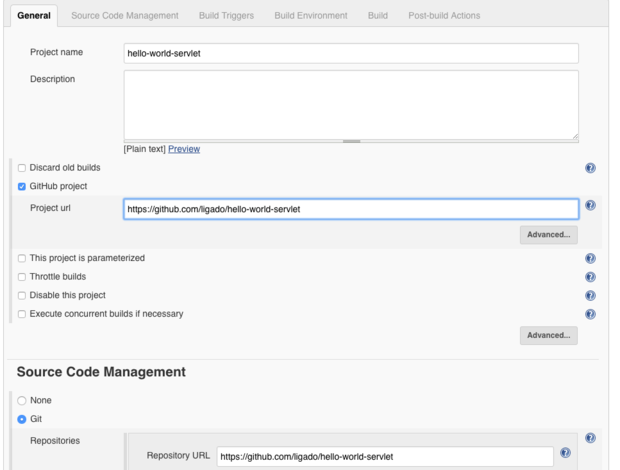 General Source Code Management Build Triggers Build Environment Build Post-build Actions
Project name hello-world-servlet
Description
[Plain text] Preview
Discard old builds
GitHub project
Project url https://github.com/ligado/hello-world-servlet
Advanced...
This project is parameterized
Throttle builds
Disable this project
Execute concurrent builds if necessary
Advanced...
Source Code Management
None
Git
Repositories
Repository URL https://github.com/ligado/hello-world-servlet